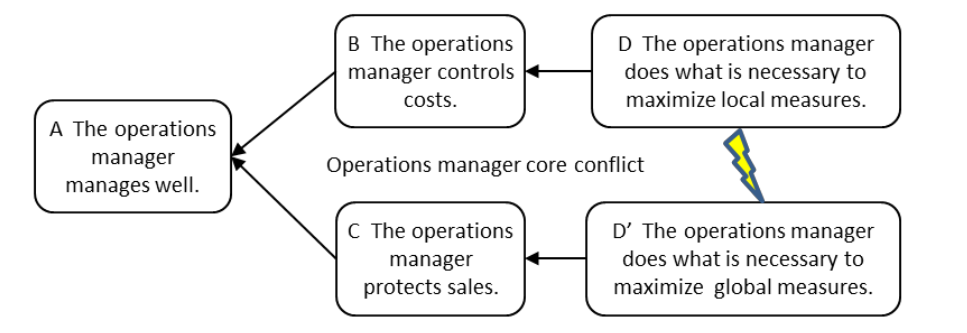 B The operations
manager controls
costs.
D The operations manager
does what is necessary to
maximize local measures.
A The operations
manager
manages well.
Operations manager core conflict
C The operations
manager
protects sales.
D’ The operations manager
does what is necessary to
maximize global measures.